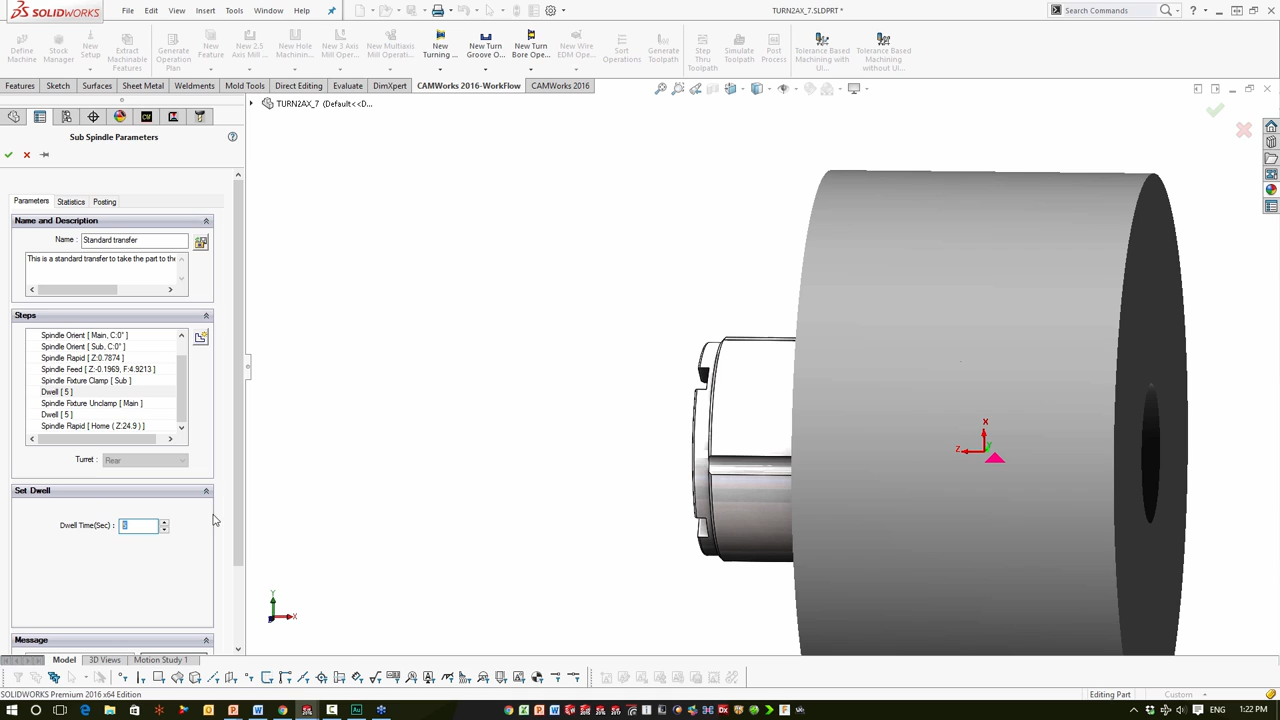 SOLIDWORKS
File Edit View Insert Tools Window Help
TURN2AX_7.SLDPRT *
Search Commands
Define Machine
Stock Manager
New Setup
Extract Machinable Features
Generate Operation Plan
New Feature
New 2.5 Axis Mill ...
New Hole Machinin...
New 3 Axis Mill Oper...
New Multiaxis Mill Operati...
New Turning ...
New Turn Groove O...
New Turn Bore Ope...
New Wire EDM Opera...
Sort Operations
Generate Toolpath
Step Thru Toolpath
Simulate Toolpath
Post Process
Tolerance Based Machining with UI...
Tolerance Based Machining without UI...
Features Sketch Surfaces Sheet Metal Weldments Mold Tools Direct Editing Evaluate DimXpert CAMWorks 2016-WorkFlow CAMWorks 2016
TURN2AX_7 (Default<<D...
Sub Spindle Parameters
Parameters Statistics Posting
Name and Description
Name : Standard transfer
This is a standard transfer to take the part to the
Steps
Spindle Orient [ Main, C:0° ]
Spindle Orient [ Sub, C:0° ]
Spindle Rapid [ Z:0.7874 ]
Spindle Feed [ Z:-0.1969, F:4.9213 ]
Spindle Fixture Clamp [ Sub ]
Dwell [ 5 ]
Spindle Fixture Unclamp [ Main ]
Dwell [ 5 ]
Spindle Rapid [ Home ( Z:24.9 ) ]
Turret : Rear
Set Dwell
Dwell Time(Sec) : 5
Message
X
Z
Y
Y
X
Z
Model 3D Views Motion Study 1
SOLIDWORKS Premium 2016 x64 Edition
Editing Part
Custom
1:22 PM